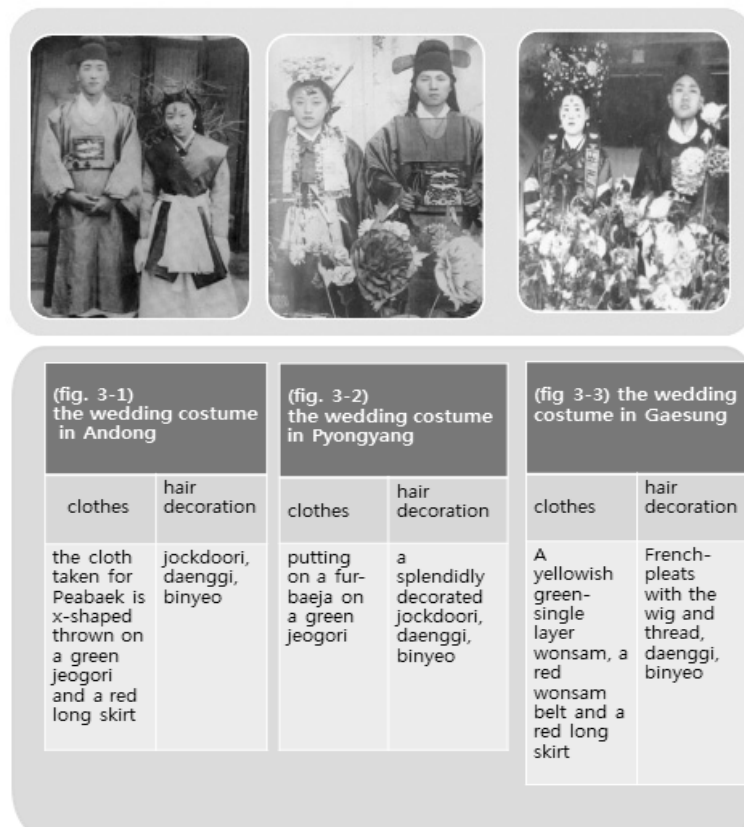 (fig. 3-1)
the wedding costume
in Andong
clothes
hair
decoration
the cloth
taken for
Peabaek is
x-shaped
thrown on
a green
jeogori
and a red
long skirt
jockdoori,
daenggi,
binyeo
(fig. 3-2)
the wedding costume
in Pyongyang
clothes
hair
decoration
putting
on a fur-
baeja on
a green
jeogori
a
splendidly
decorated
jockdoori,
daenggi,
binyeo
(fig 3-3) the wedding
costume in Gaesung
clothes
hair
decoration
A
yellowish
green-
single
layer
wonsam, a
red
wonsam
belt and a
red long
skirt
French-
pleats
with the
wig and
thread,
daenggi,
binyeo